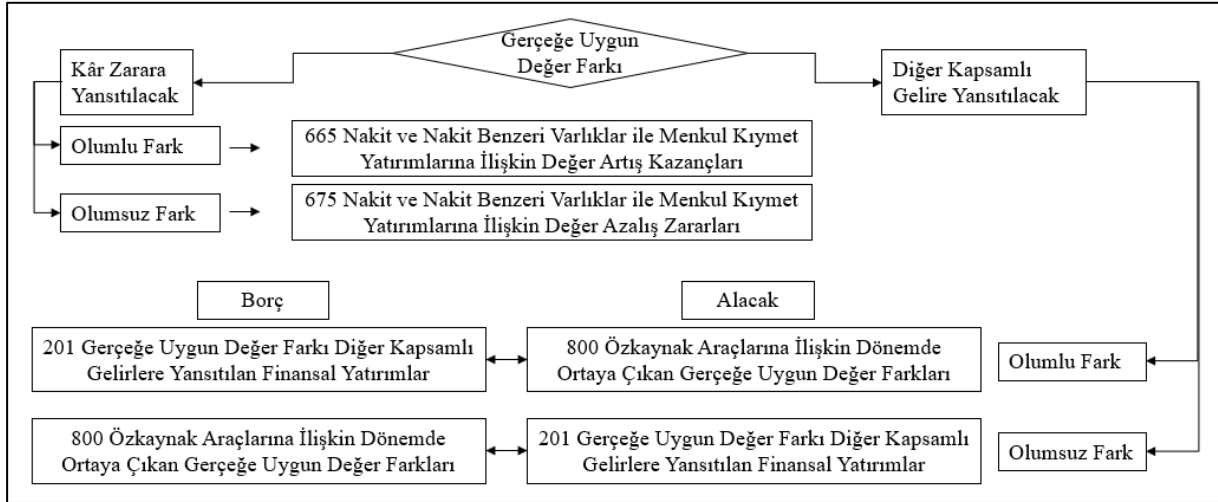 Gerçeğe Uygun
Değer Farkı
Kâr Zarara
Yansıtılacak
Diğer Kapsamlı
Gelire Yansıtılacak
Olumlu Fark
665 Nakit ve Nakit Benzeri Varlıklar ile Menkul Kıymet
Yatırımlarına İlişkin Değer Artış Kazançları
Olumsuz Fark
675 Nakit ve Nakit Benzeri Varlıklar ile Menkul Kıymet
Yatırımlarına İlişkin Değer Azalış Zararları
Borç
Alacak
201 Gerçeğe Uygun Değer Farkı Diğer Kapsamlı
Gelirlere Yansıtılan Finansal Yatırımlar
800 Özkaynak Araçlarına İlişkin Dönemde
Ortaya Çıkan Gerçeğe Uygun Değer Farkları
Olumlu Fark
800 Özkaynak Araçlarına İlişkin Dönemde
Ortaya Çıkan Gerçeğe Uygun Değer Farkları
201 Gerçeğe Uygun Değer Farkı Diğer Kapsamlı
Gelirlere Yansıtılan Finansal Yatırımlar
Olumsuz Fark